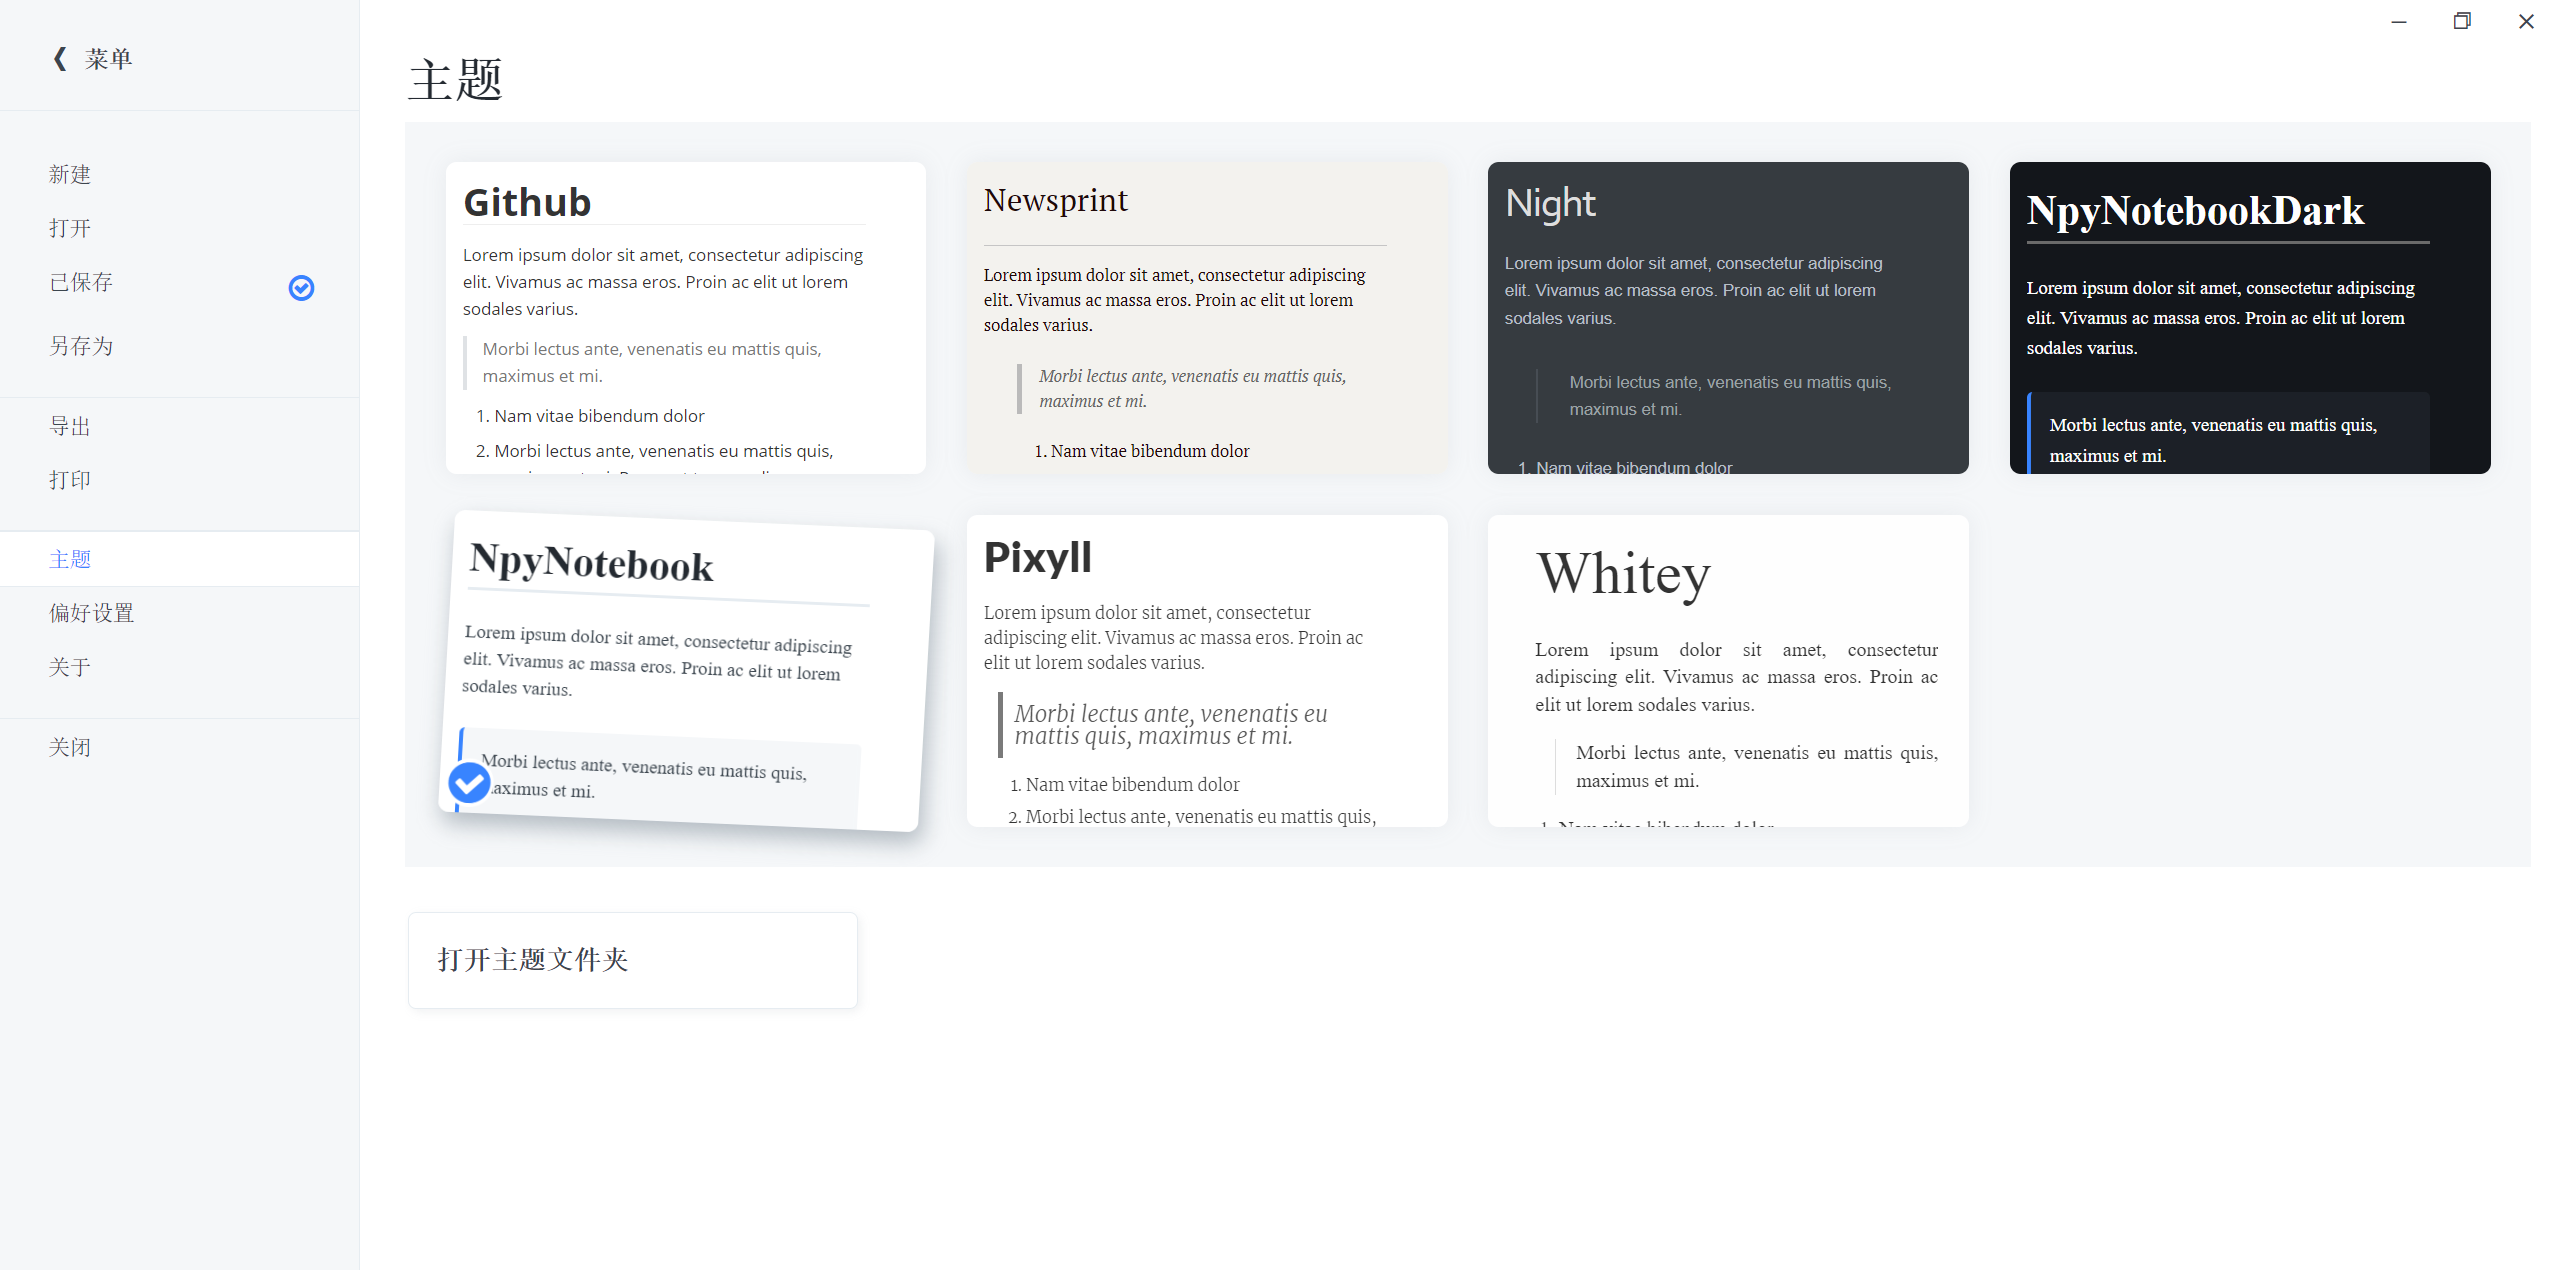 菜单
新建
打开
已保存
另存为
导出
打印
主题
偏好设置
关于
关闭
主题
Github
Lorem ipsum dolor sit amet, consectetur adipiscing
elit. Vivamus ac massa eros. Proin ac elit ut lorem
sodales varius.
Morbi lectus ante, venenatis eu mattis quis,
maximus et mi.
1. Nam vitae bibendum dolor
2. Morbi lectus ante, venenatis eu mattis quis,
Newsprint
Lorem ipsum dolor sit amet, consectetur adipiscing
elit. Vivamus ac massa eros. Proin ac elit ut lorem
sodales varius.
Morbi lectus ante, venenatis eu mattis quis,
maximus et mi.
1. Nam vitae bibendum dolor
Night
Lorem ipsum dolor sit amet, consectetur adipiscing
elit. Vivamus ac massa eros. Proin ac elit ut lorem
sodales varius.
Morbi lectus ante, venenatis eu mattis quis,
maximus et mi.
1. Nam vitae bibendum dolor
NpyNotebookDark
Lorem ipsum dolor sit amet, consectetur adipiscing
elit. Vivamus ac massa eros. Proin ac elit ut lorem
sodales varius.
Morbi lectus ante, venenatis eu mattis quis,
maximus et mi.
NpyNotebook
Lorem ipsum dolor sit amet, consectetur adipiscing
elit. Vivamus ac massa eros. Proin ac elit ut lorem
sodales varius.
Morbi lectus ante, venenatis eu mattis quis,
aximus et mi.
Pixyll
Lorem ipsum dolor sit amet, consectetur
adipiscing elit. Vivamus ac massa eros. Proin ac
elit ut lorem sodales varius.
Morbi lectus ante, venenatis eu
mattis quis, maximus et mi.
1. Nam vitae bibendum dolor
2. Morbi lectus ante, venenatis eu mattis quis,
Whitey
Lorem ipsum dolor sit amet, consectetur
adipiscing elit. Vivamus ac massa eros. Proin ac
elit ut lorem sodales varius.
Morbi lectus ante, venenatis eu mattis quis,
maximus et mi.
1. Nam vitae bibendum dolor
打开主题文件夹